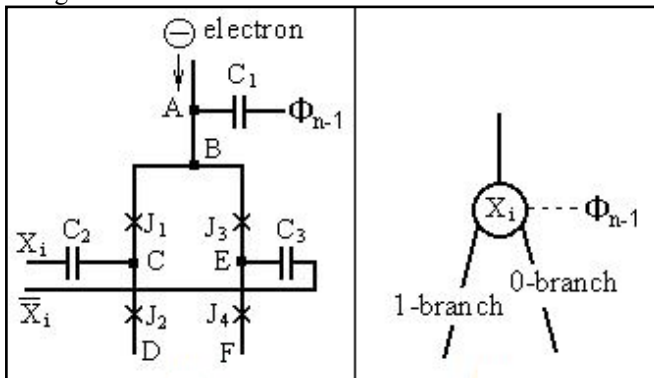 ⊖ electron
C₁
A
Φₙ₋₁
B
J₁
J₃
C₂
C₃
Xᵢ
C
E
X̅ᵢ
J₂
J₄
D
F
Xᵢ
Φₙ₋₁
1-branch
0-branch